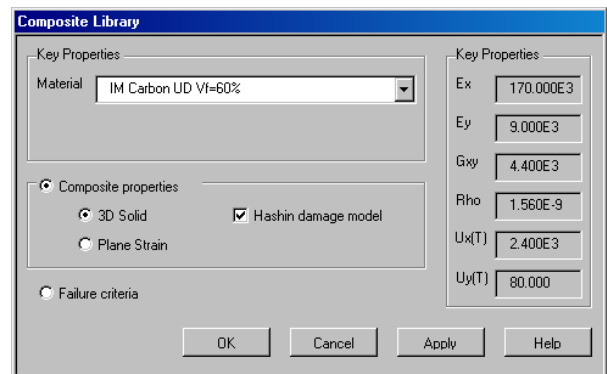 Composite Library
Key Properties
Material IM Carbon UD Vf=60%
Composite properties
3D Solid Hashin damage model
Plane Strain
Failure criteria
Key Properties
Ex 170.000E3
Ey 9.000E3
Gxy 4.400E3
Rho 1.560E-9
Ux(T) 2.400E3
Uy(T) 80.000
OK Cancel Apply Help